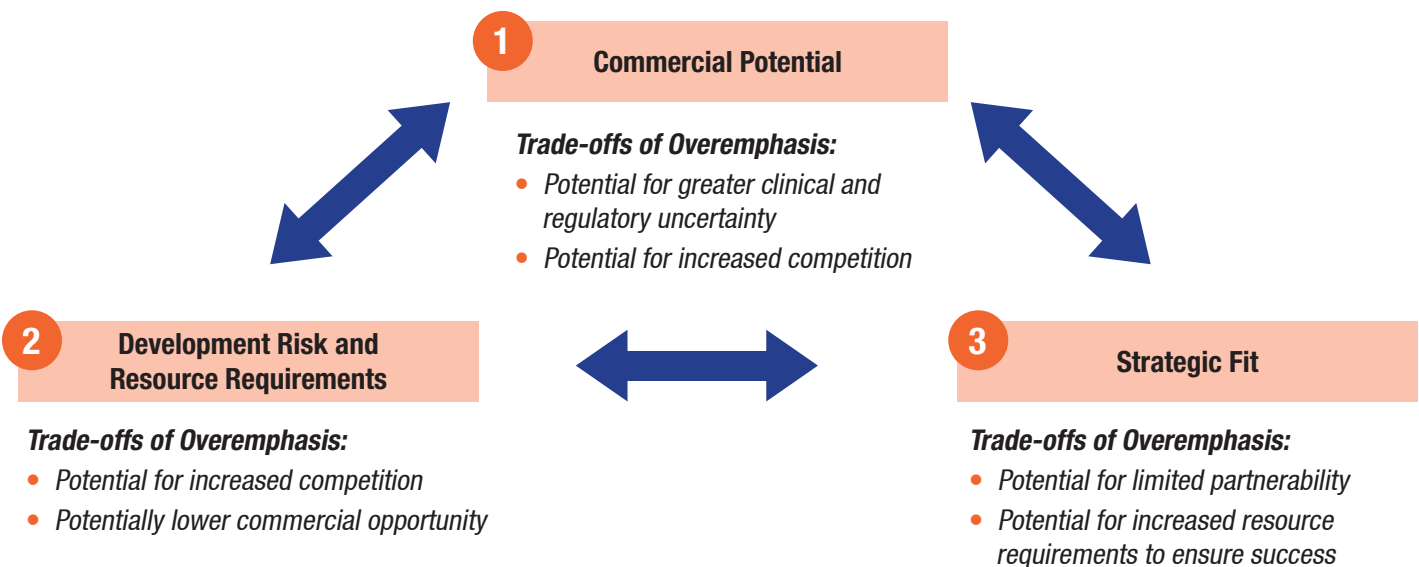 1
Commercial Potential
Trade-offs of Overemphasis:
• Potential for greater clinical and
regulatory uncertainty
• Potential for increased competition
2
Development Risk and
Resource Requirements
Trade-offs of Overemphasis:
• Potential for increased competition
• Potentially lower commercial opportunity
3
Strategic Fit
Trade-offs of Overemphasis:
• Potential for limited partnerability
• Potential for increased resource
requirements to ensure success